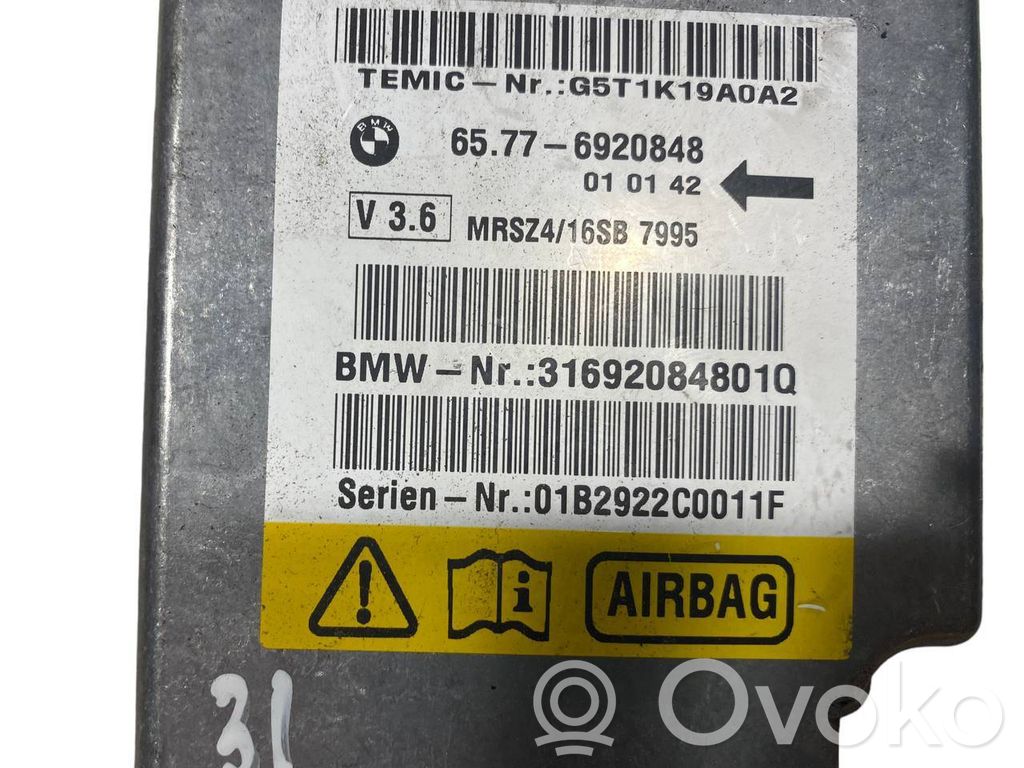 TEMIC-Nr.:G5T1K19A0A2
BMW
65.77-6920848
01 01 42
V 3.6
MRSZ4/16SB 7995
BMW-Nr.:31692084801Q
Serien-Nr.:01B2922C0011F
! i AIRBAG
31
Ovoko